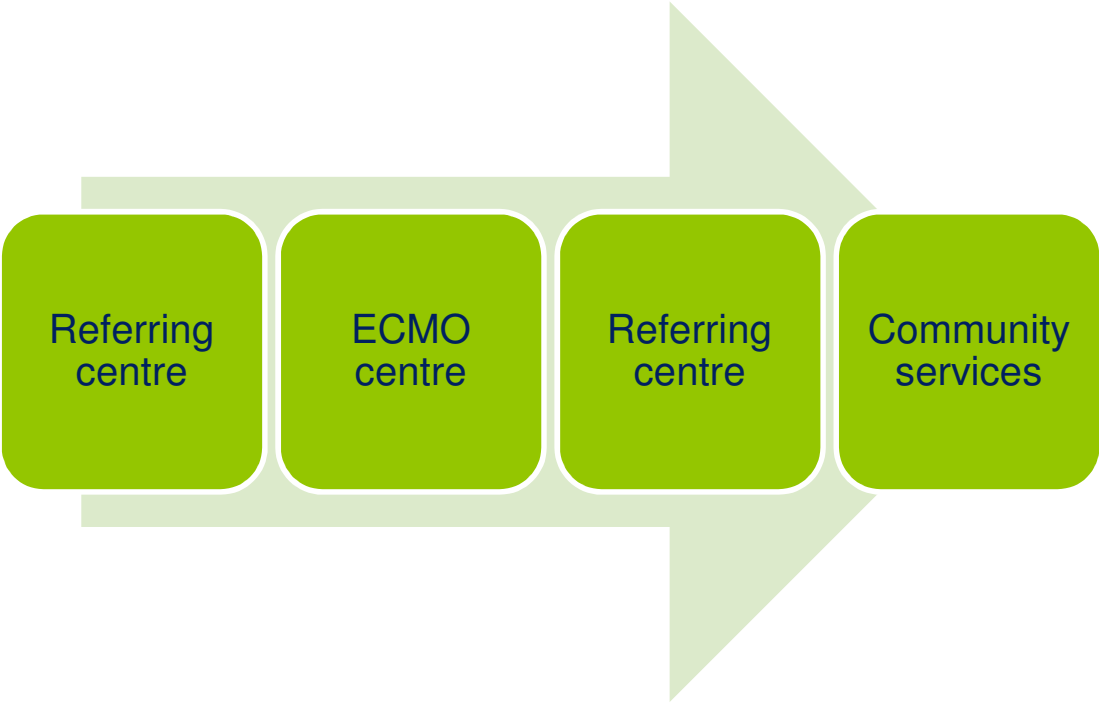 Referring
centre
ECMO
centre
Referring
centre
Community
services